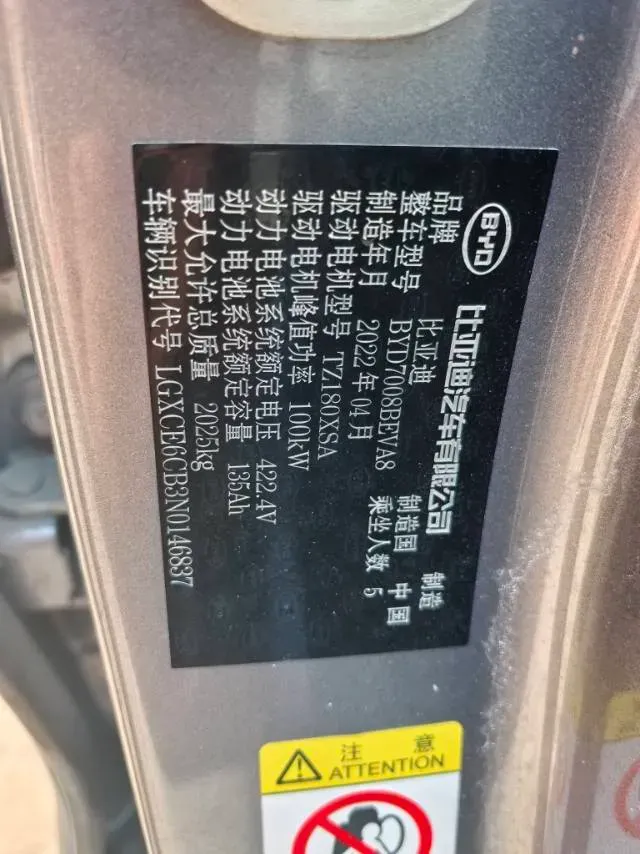 BYD 比亚迪汽车有限公司 制造
品牌 比亚迪 制造国 中国
整车型号 BYD7008BEVA8 乘坐人数 5
制造年月 2022年04月
驱动电机型号 TZ180XSA
驱动电机峰值功率 100kW
动力电池系统额定电压 422.4V
动力电池系统额定容量 135Ah
最大允许总质量 2025kg
车辆识别代号 LGXCE6CB3N0146837
注意
ATTENTION